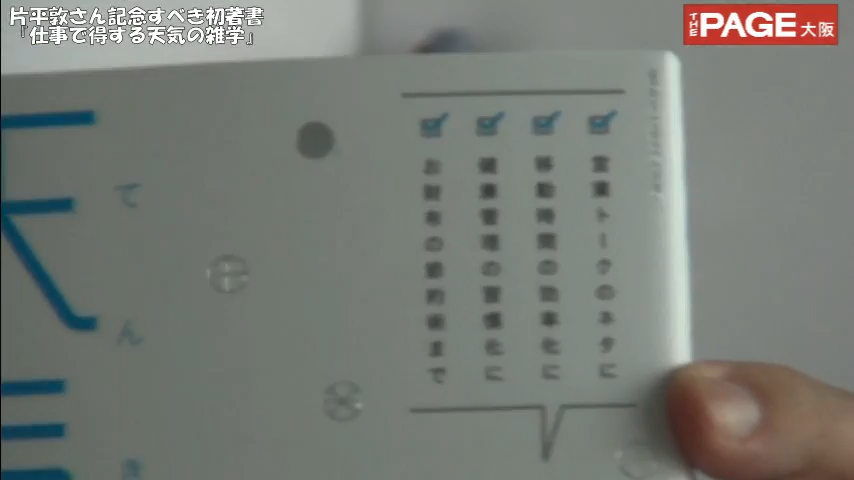 片平敦さん記念すべき初著書
『仕事で得する天気の雑学』
THE PAGE 大阪
営業トークのネタに
移動時間の効率化に
健康管理の習慣化に
お財布の節約術まで
てんき
天